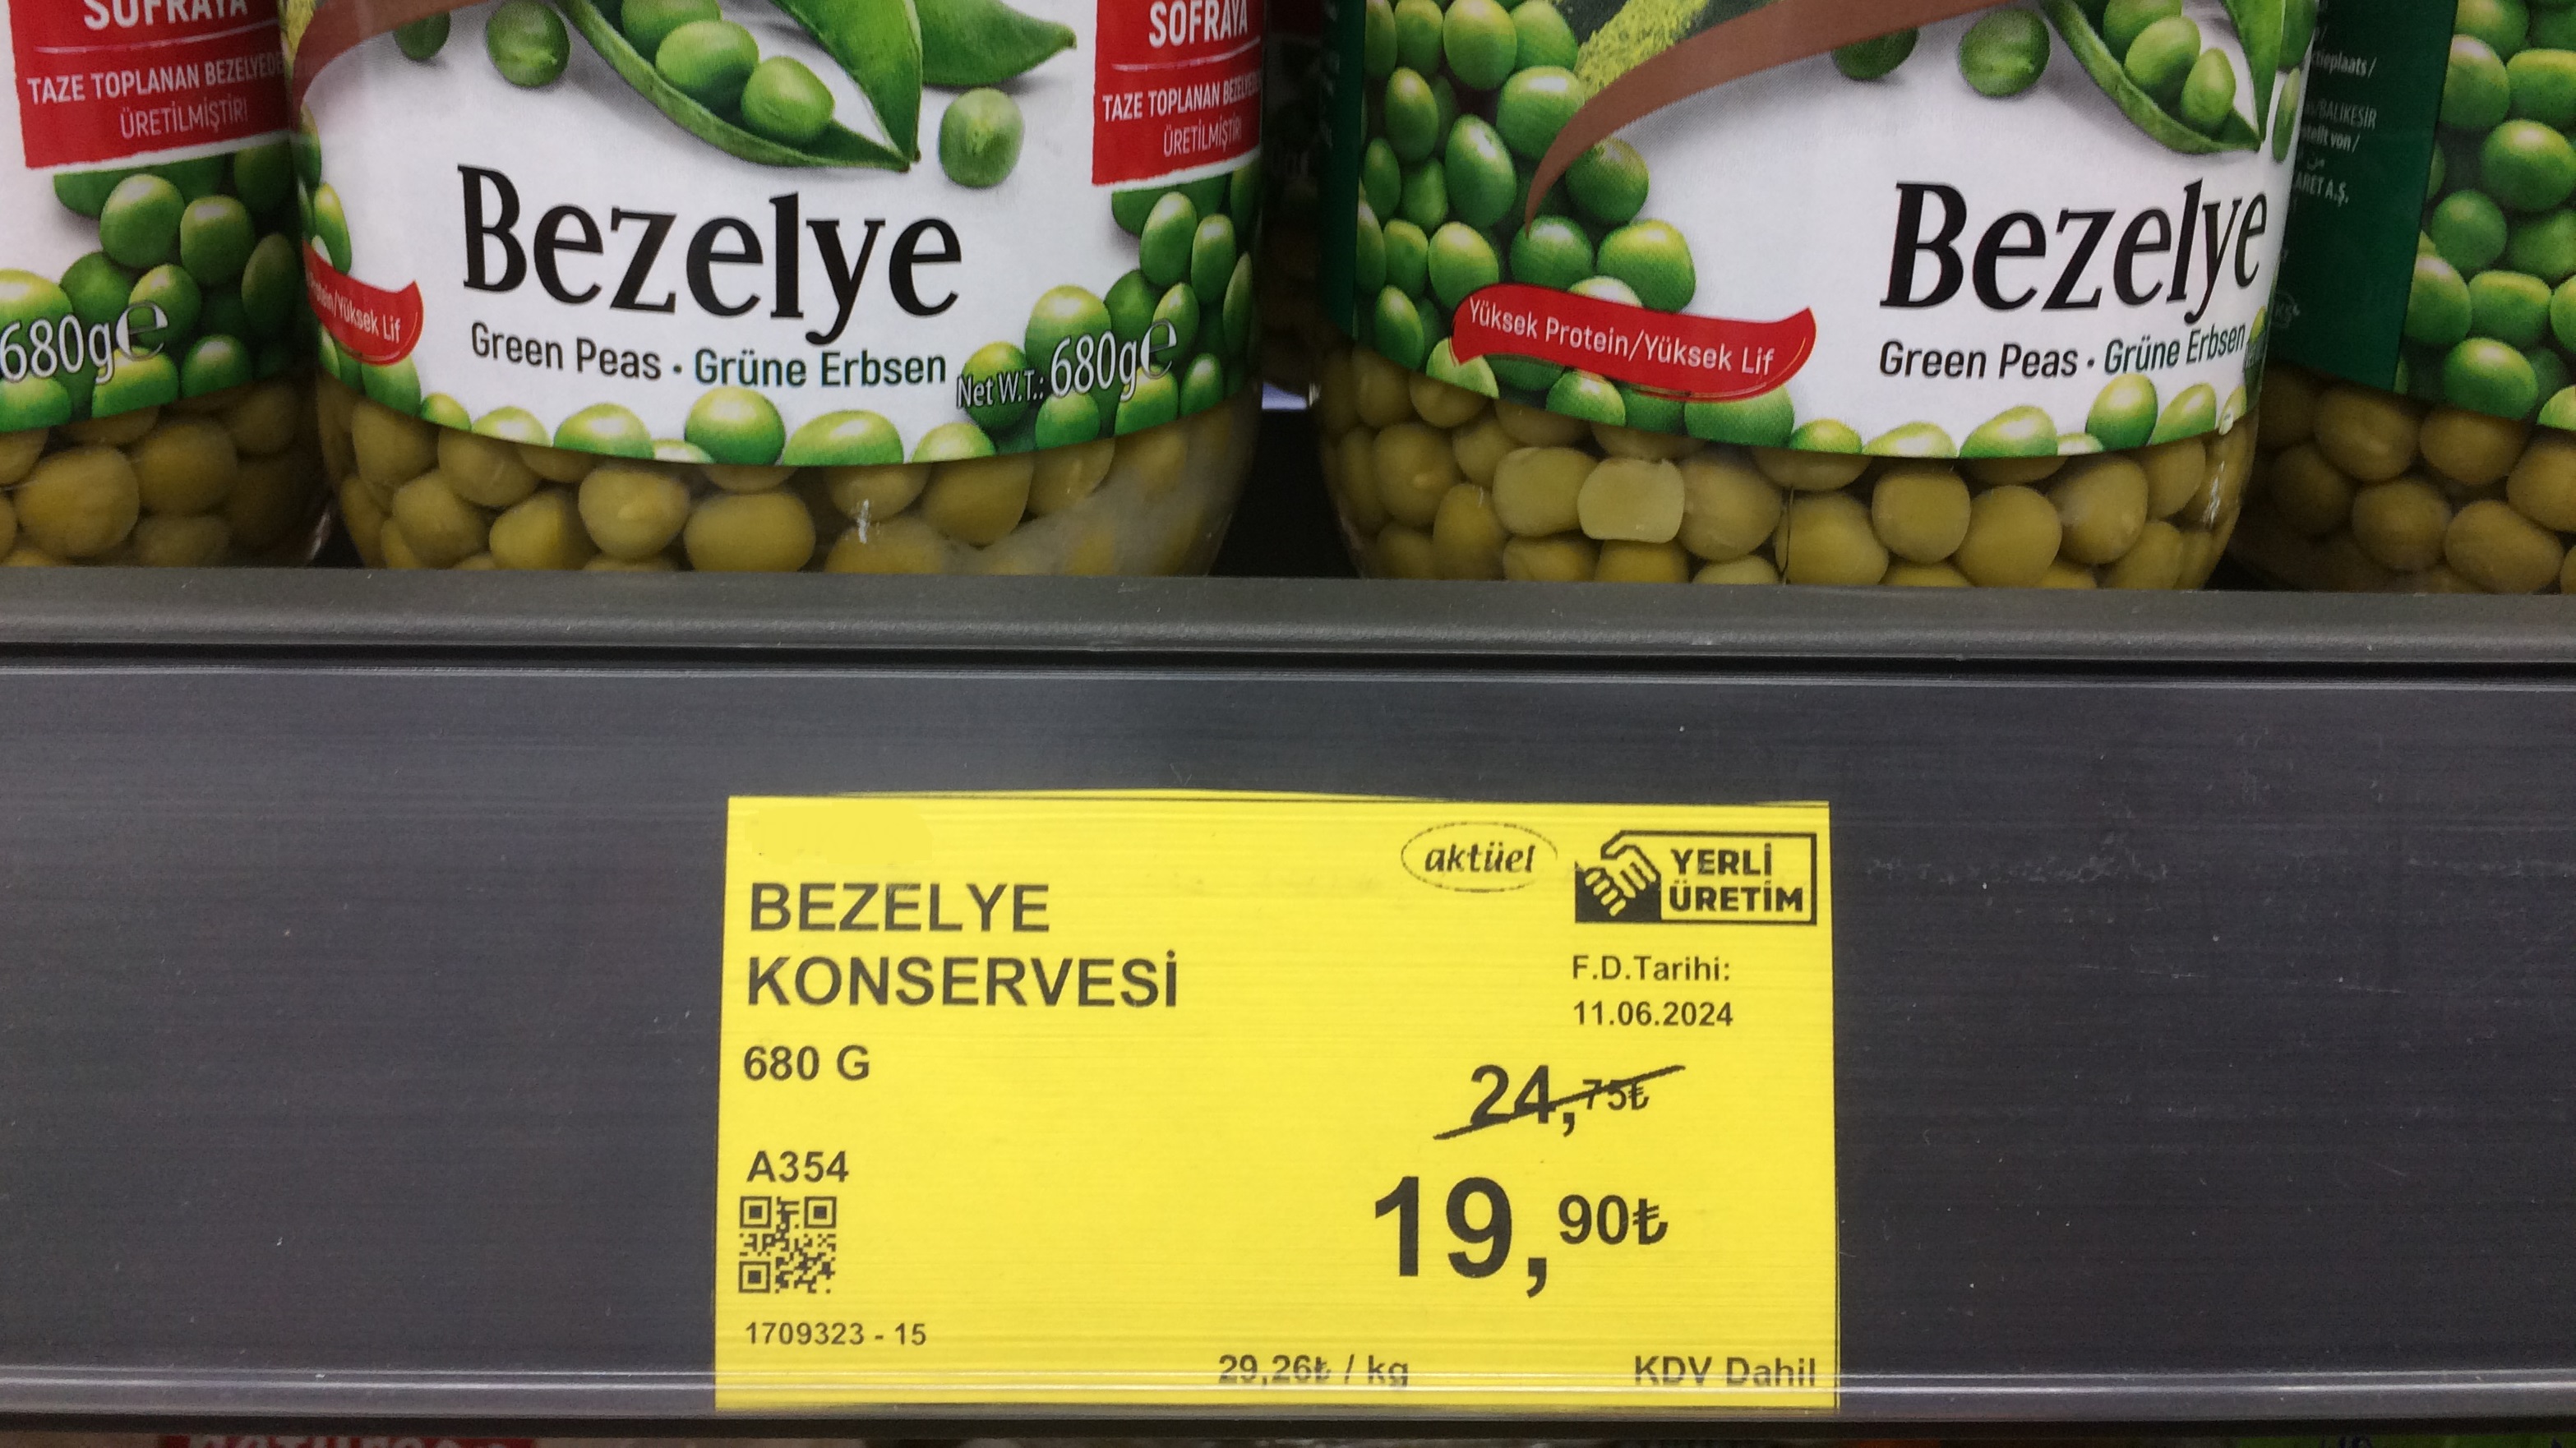 SOFRAYA
TAZE TOPLANAN BEZELYEDE
ÜRETİLMİŞTİR!
680g e
Yüksek Lif
Bezelye
Green Peas · Grüne Erbsen
Net W.T.: 680g e
SOFRAYA
TAZE TOPLANAN
ÜRETİLMİŞTİR
Yüksek Protein/Yüksek Lif
Bezelye
Green Peas · Grüne Erbsen
BALIKESİR
aktüel
YERLİ
ÜRETİM
BEZELYE
KONSERVESİ
F.D.Tarihi:
11.06.2024
680 G
24,75₺
A354
19,90₺
1709323 - 15
29,26₺ / kg
KDV Dahil